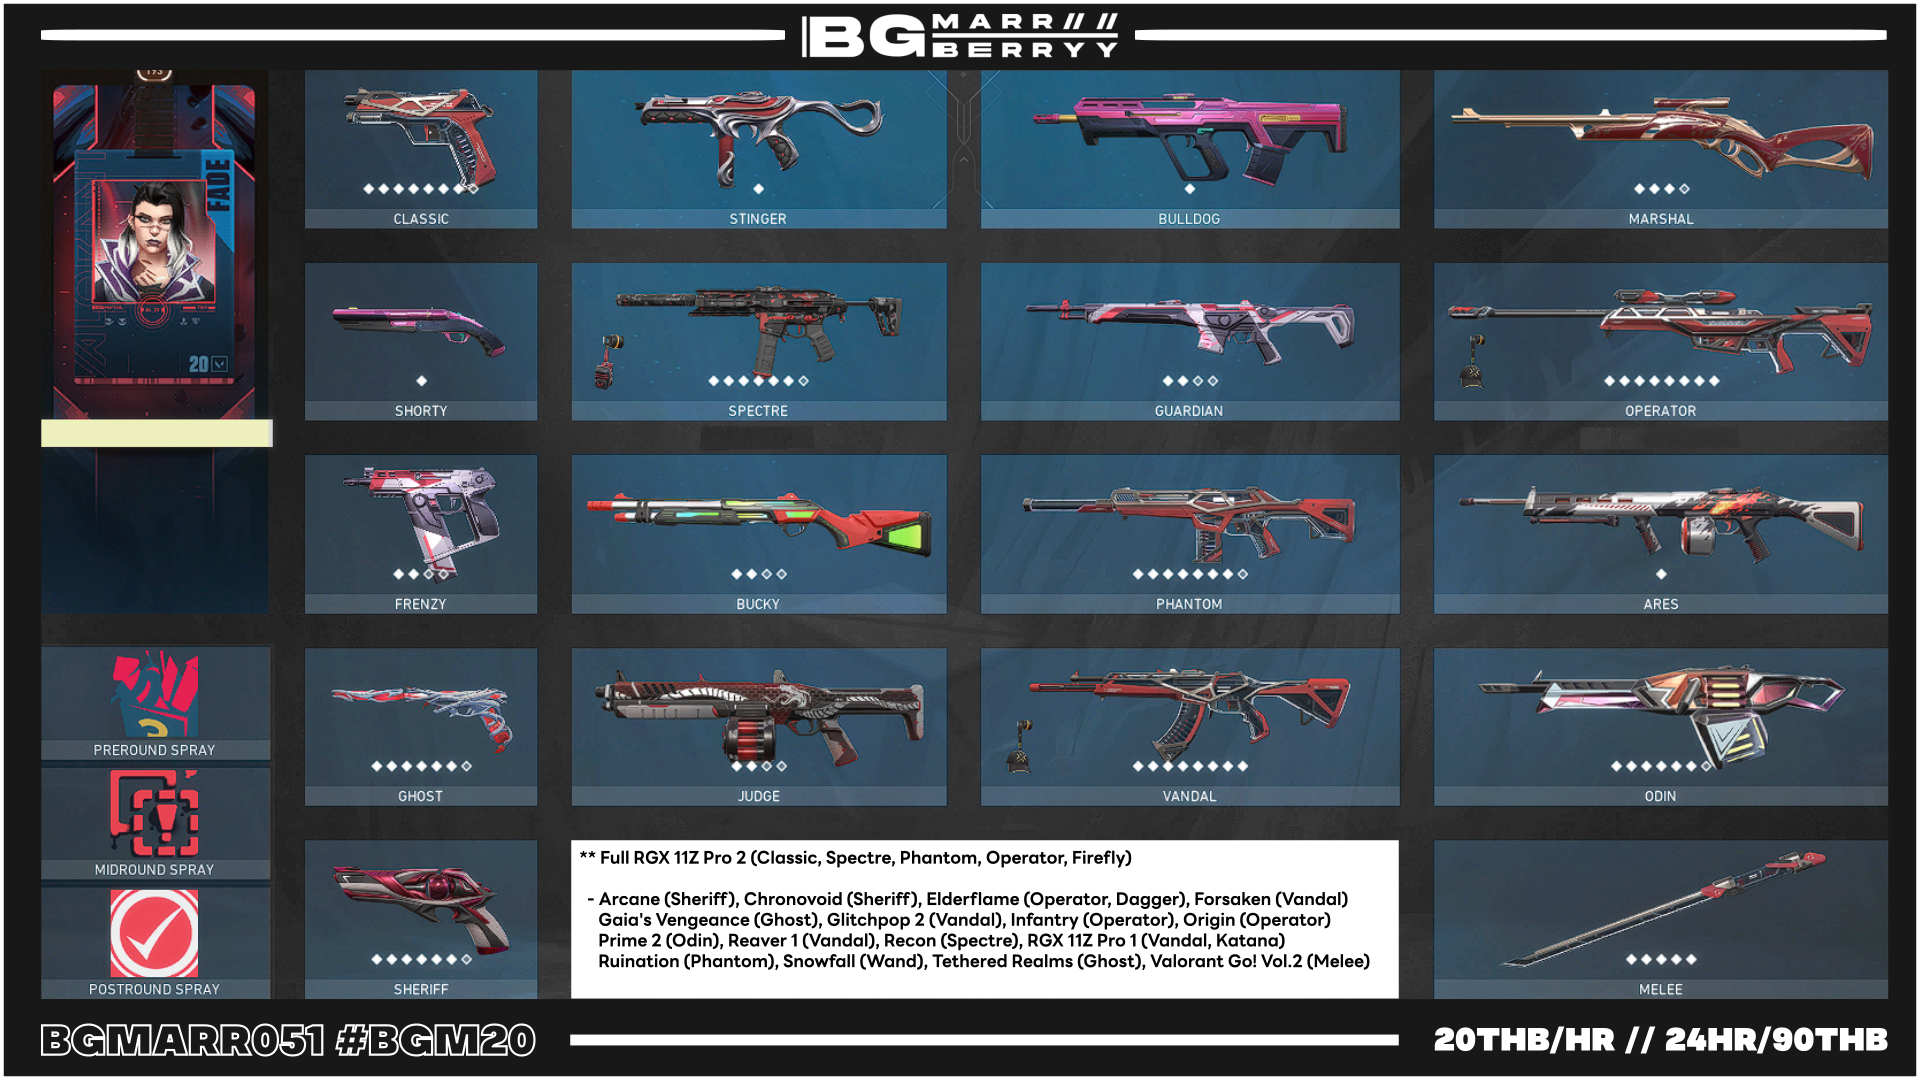 BG MARR// //
BERRYY
193
FADE
20
CLASSIC
STINGER
BULLDOG
MARSHAL
SHORTY
SPECTRE
GUARDIAN
OPERATOR
FRENZY
BUCKY
PHANTOM
ARES
PREROUND SPRAY
GHOST
JUDGE
VANDAL
ODIN
MIDROUND SPRAY
POSTROUND SPRAY
SHERIFF
** Full RGX 11Z Pro 2 (Classic, Spectre, Phantom, Operator, Firefly)
- Arcane (Sheriff), Chronovoid (Sheriff), Elderflame (Operator, Dagger), Forsaken (Vandal)
Gaia's Vengeance (Ghost), Glitchpop 2 (Vandal), Infantry (Operator), Origin (Operator)
Prime 2 (Odin), Reaver 1 (Vandal), Recon (Spectre), RGX 11Z Pro 1 (Vandal, Katana)
Ruination (Phantom), Snowfall (Wand), Tethered Realms (Ghost), Valorant Go! Vol.2 (Melee)
MELEE
BGMARR051 #BGM20
20THB/HR // 24HR/90THB